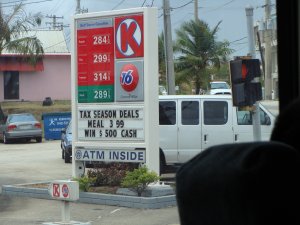 284
299
K
314
76
289
TAX SEASON DEALS
MEAL 3 99
WIN $ 500 CASH
ATM INSIDE
K